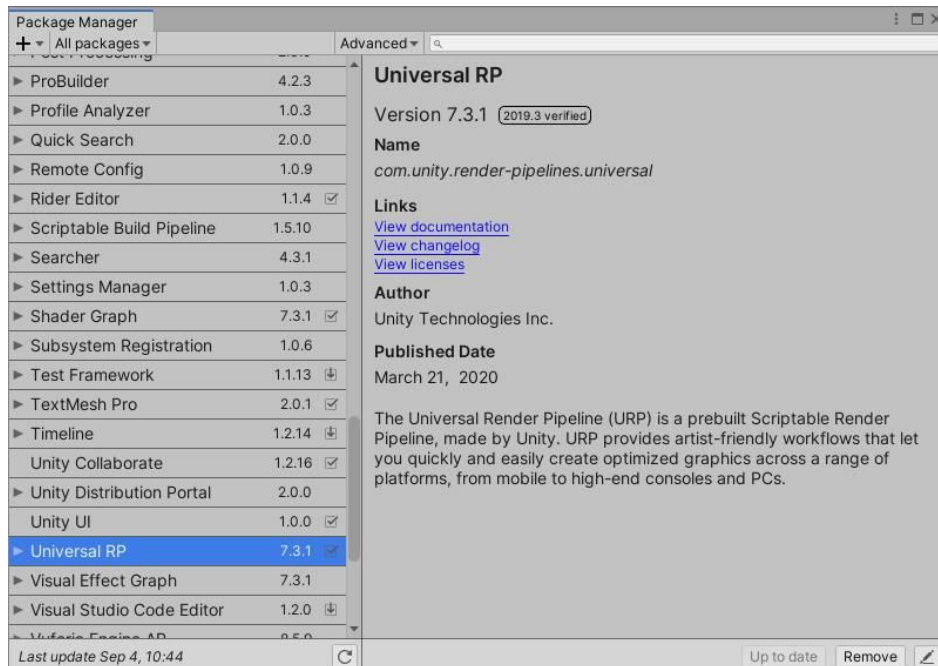 Package Manager
+ All packages Advanced
ProBuilder 4.2.3
Profile Analyzer 1.0.3
Quick Search 2.0.0
Remote Config 1.0.9
Rider Editor 1.1.4
Scriptable Build Pipeline 1.5.10
Searcher 4.3.1
Settings Manager 1.0.3
Shader Graph 7.3.1
Subsystem Registration 1.0.6
Test Framework 1.1.13
TextMesh Pro 2.0.1
Timeline 1.2.14
Unity Collaborate 1.2.16
Unity Distribution Portal 2.0.0
Unity UI 1.0.0
Universal RP 7.3.1
Visual Effect Graph 7.3.1
Visual Studio Code Editor 1.2.0
Last update Sep 4, 10:44
Universal RP
Version 7.3.1 2019.3 verified
Name
com.unity.render-pipelines.universal
Links
View documentation
View changelog
View licenses
Author
Unity Technologies Inc.
Published Date
March 21, 2020
The Universal Render Pipeline (URP) is a prebuilt Scriptable Render
Pipeline, made by Unity. URP provides artist-friendly workflows that let
you quickly and easily create optimized graphics across a range of
platforms, from mobile to high-end consoles and PCs.
Up to date Remove